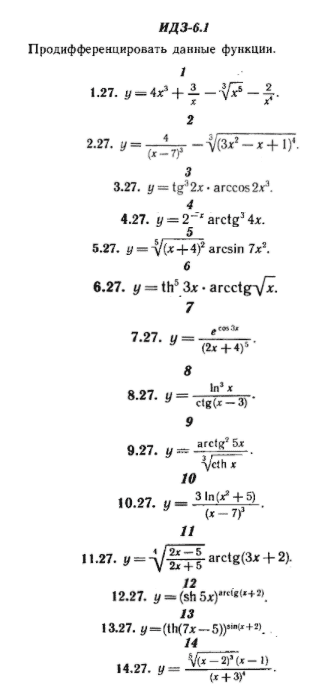 ИДЗ-6.1
Продифференцировать данные функции.
1
1.27. y = 4x³ + 3/x − ∛(x⁵) − 2/x⁴.
2
2.27. y = 4/(x − 7)³ − ∛((3x² − x + 1)⁴).
3
3.27. y = tg³ 2x · arccos 2x³.
4
4.27. y = 2⁻ˣ arctg³ 4x.
5
5.27. y = ⁵√((x + 4)²) arcsin 7x².
6
6.27. y = th⁵ 3x · arcctg√x.
7
7.27. y = e^(cos 3x)/(2x + 4)⁵.
8
8.27. y = ln³ x/ctg(x − 3).
9
9.27. y = arctg² 5x/∛(cth x)
10
10.27. y = 3 ln(x² + 5)/(x − 7)³.
11
11.27. y = ⁴√((2x − 5)/(2x + 5)) arctg(3x + 2).
12
12.27. y = (sh 5x)^(arctg(x+2)).
13
13.27. y = (th(7x − 5))^(sin(x+2)).
14
14.27. y = ⁵√((x − 2)³)(x − 1)/(x + 3)⁴.